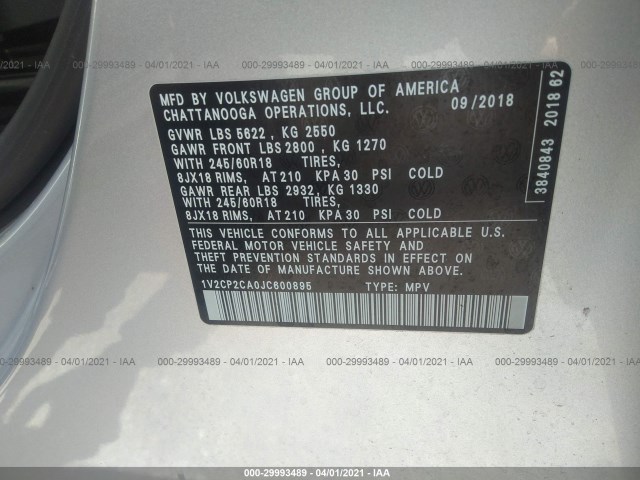 000-29993489 - 04/01/2021 - IAA
MFD BY VOLKSWAGEN GROUP OF AMERICA
CHATTANOOGA OPERATIONS, LLC. 09/2018
GVWR LBS 5622 , KG 2550
GAWR FRONT LBS 2800 , KG 1270
WITH 245/60R18 TIRES,
8JX18 RIMS, AT 210 KPA 30 PSI COLD
GAWR REAR LBS 2932, KG 1330
WITH 245/60R18 TIRES,
8JX18 RIMS, AT 210 KPA 30 PSI COLD
THIS VEHICLE CONFORMS TO ALL APPLICABLE U.S.
FEDERAL MOTOR VEHICLE SAFETY AND
THEFT PREVENTION STANDARDS IN EFFECT ON
THE DATE OF MANUFACTURE SHOWN ABOVE.
1V2CP2CA0JC600895 TYPE: MPV
3840843 2018 62
000-29993489 - 04/01/2021 - IAA